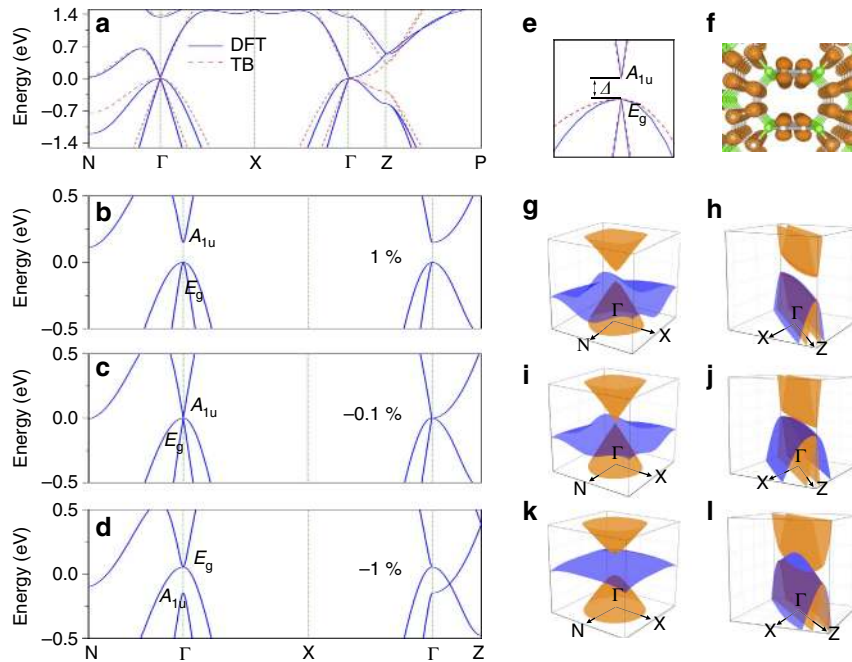 a
Energy (eV)
1.4
0.7
0.0
−0.7
−1.4
DFT
TB
N Γ X Γ Z P
e
A1u
Δ
Eg
f
b
Energy (eV)
0.5
0.0
−0.5
A1u
Eg
1 %
c
Energy (eV)
0.5
0.0
−0.5
A1u
Eg
−0.1 %
d
Energy (eV)
0.5
0.0
−0.5
Eg
A1u
−1 %
N Γ X Γ Z
g
Γ
N X
h
Γ
X Z
i
Γ
N X
j
Γ
X Z
k
Γ
N X
l
Γ
X Z